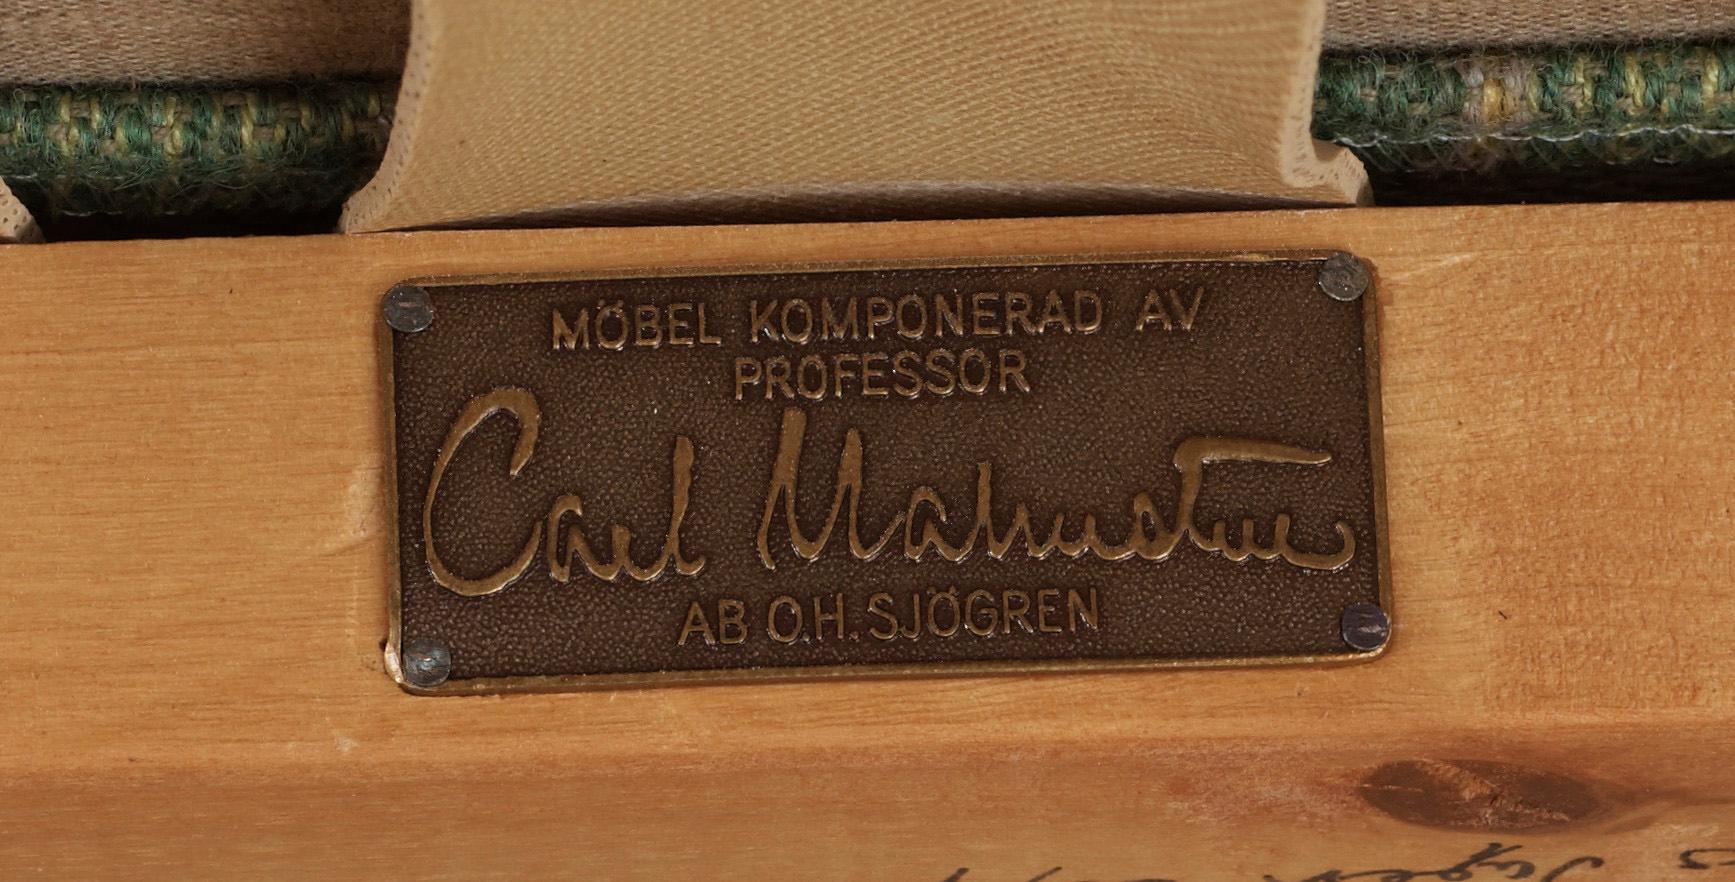 MÖBEL KOMPONERAD AV
PROFESSOR
Carl Malmsten
AB O.H. SJÖGREN